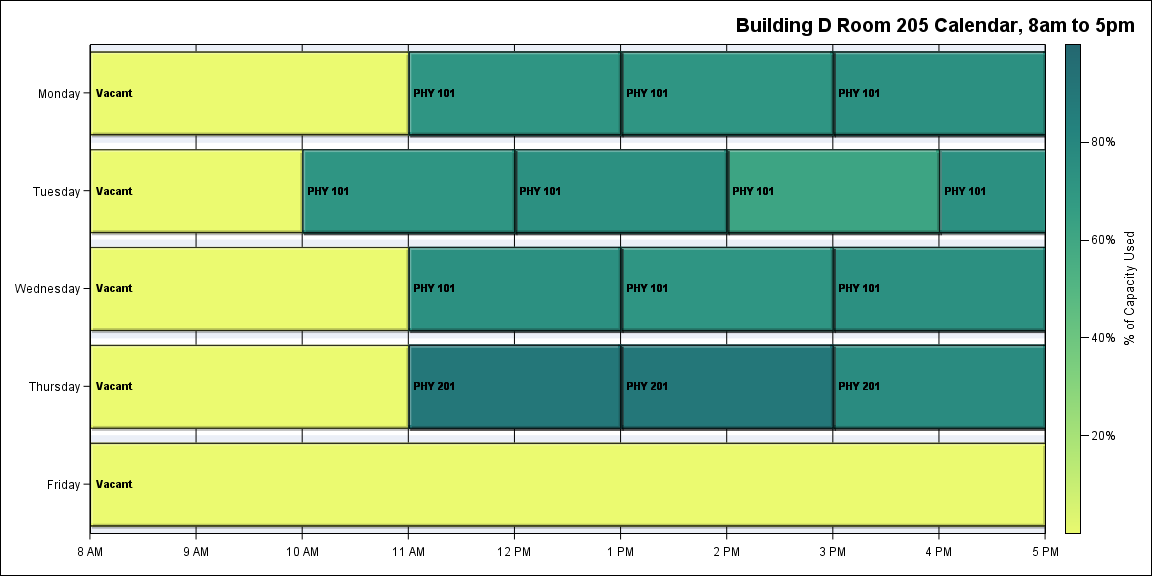 Building D Room 205 Calendar, 8am to 5pm
Monday
Vacant
PHY 101
PHY 101
PHY 101
Tuesday
Vacant
PHY 101
PHY 101
PHY 101
PHY 101
Wednesday
Vacant
PHY 101
PHY 101
PHY 101
Thursday
Vacant
PHY 201
PHY 201
PHY 201
Friday
Vacant
8 AM
9 AM
10 AM
11 AM
12 PM
1 PM
2 PM
3 PM
4 PM
5 PM
80%
60%
40%
20%
% of Capacity Used